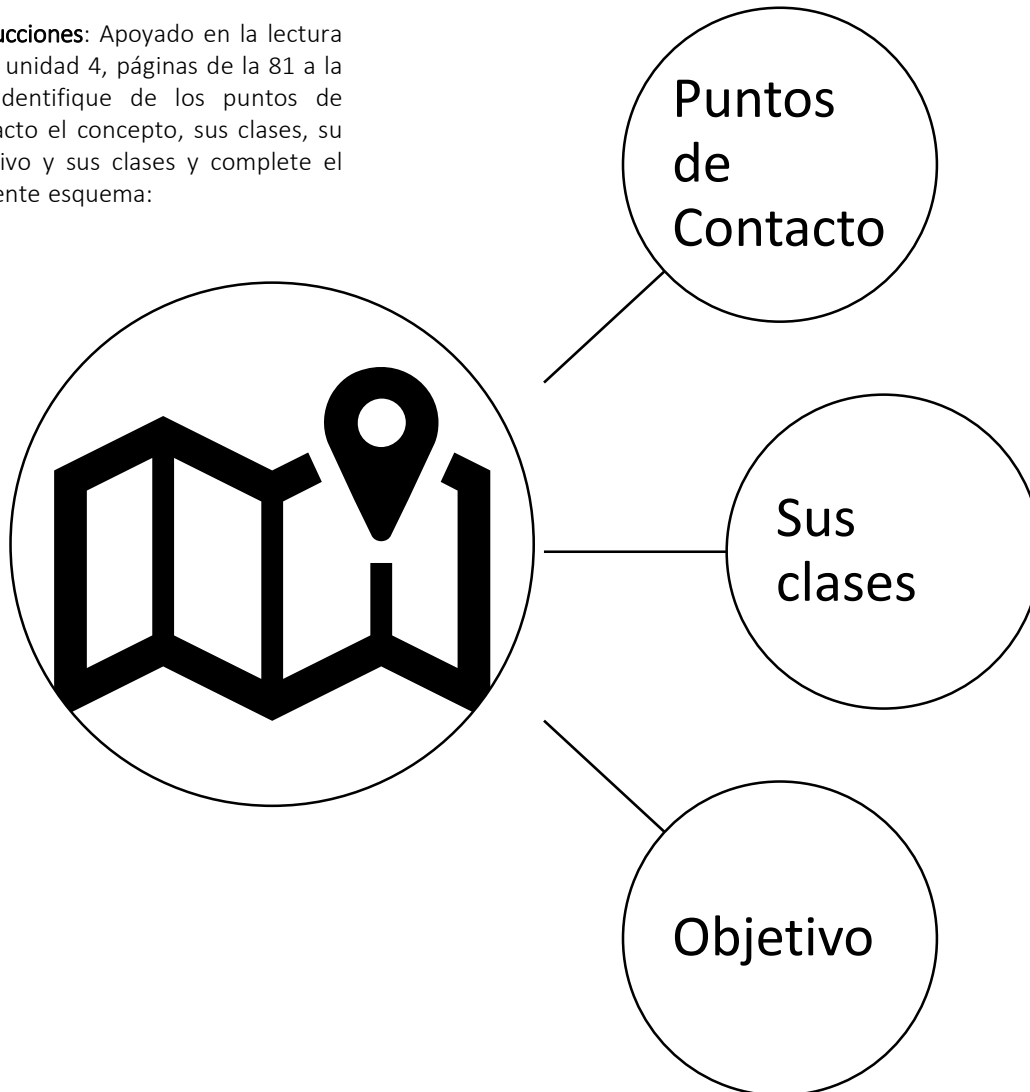 ucciones: Apoyado en la lectura
unidad 4, páginas de la 81 a la
dentifique de los puntos de
acto el concepto, sus clases, su
ivo y sus clases y complete el
ente esquema:
Puntos
de
Contacto
Sus
clases
Objetivo